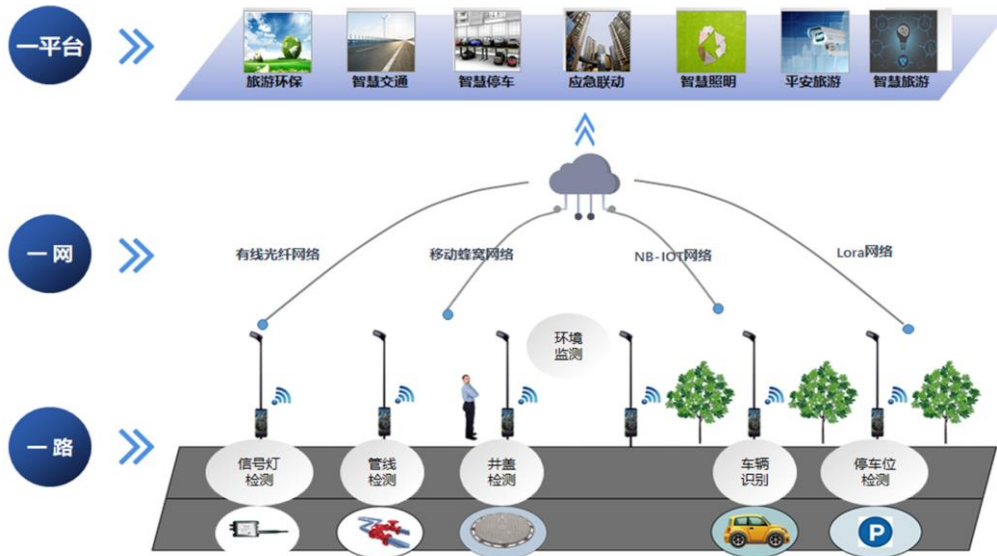 一平台
旅游环保
智慧交通
智慧停车
应急联动
智慧照明
平安旅游
智慧旅游
一网
有线光纤网络
移动蜂窝网络
NB-IOT网络
Lora网络
环境
监测
一路
信号灯
检测
管线
检测
井盖
检测
车辆
识别
停车位
检测
P